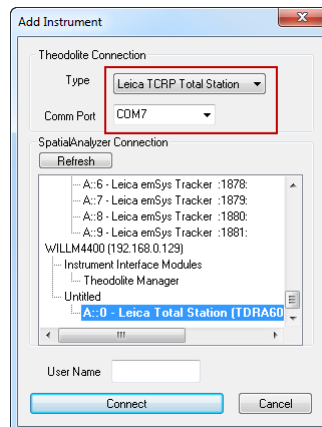 Add Instrument
Theodolite Connection
Type Leica TCRP Total Station
Comm Port COM7
SpatialAnalyzer Connection
Refresh
A::6 - Leica emSys Tracker :1878:
A::7 - Leica emSys Tracker :1879:
A::8 - Leica emSys Tracker :1880:
A::9 - Leica emSys Tracker :1881:
WILLM4400 (192.168.0.129)
Instrument Interface Modules
Theodolite Manager
Untitled
A::0 - Leica Total Station (TDRA60
User Name
Connect Cancel